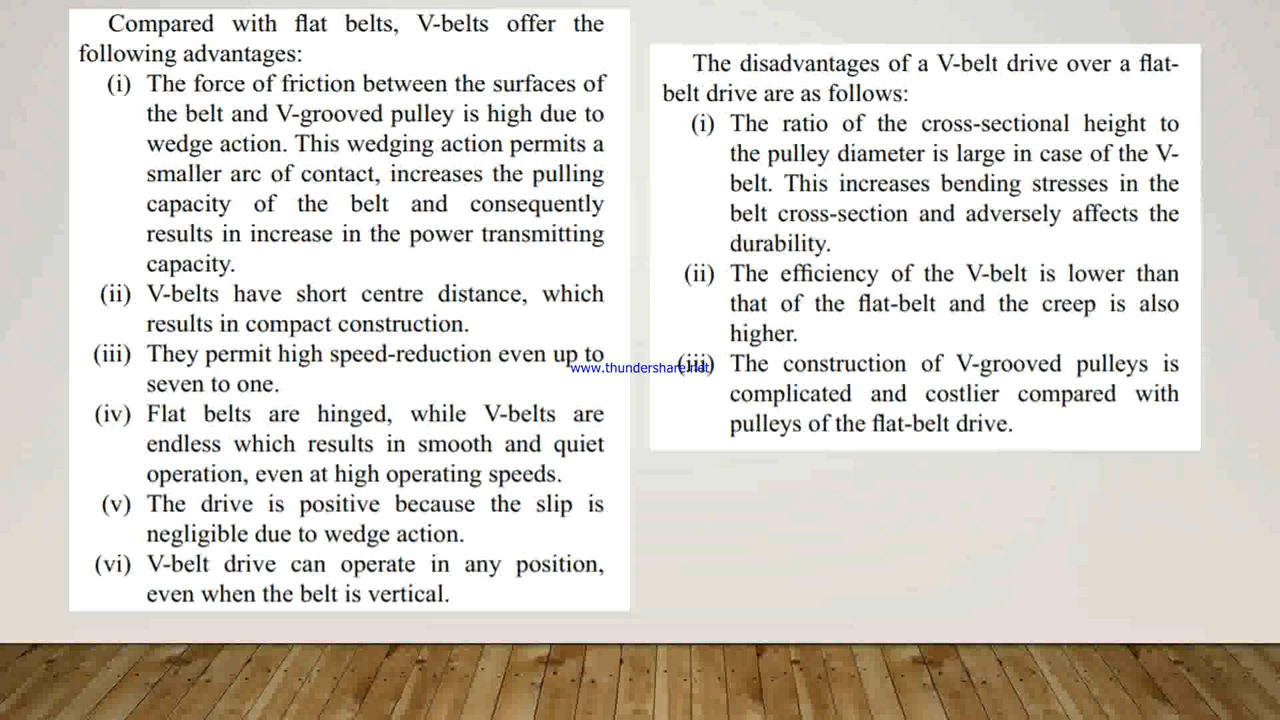 Compared with flat belts, V-belts offer the
following advantages:
(i) The force of friction between the surfaces of
the belt and V-grooved pulley is high due to
wedge action. This wedging action permits a
smaller arc of contact, increases the pulling
capacity of the belt and consequently
results in increase in the power transmitting
capacity.
(ii) V-belts have short centre distance, which
results in compact construction.
(iii) They permit high speed-reduction even up to
seven to one.
(iv) Flat belts are hinged, while V-belts are
endless which results in smooth and quiet
operation, even at high operating speeds.
(v) The drive is positive because the slip is
negligible due to wedge action.
(vi) V-belt drive can operate in any position,
even when the belt is vertical.
The disadvantages of a V-belt drive over a flat-
belt drive are as follows:
(i) The ratio of the cross-sectional height to
the pulley diameter is large in case of the V-
belt. This increases bending stresses in the
belt cross-section and adversely affects the
durability.
(ii) The efficiency of the V-belt is lower than
that of the flat-belt and the creep is also
higher.
(iii) The construction of V-grooved pulleys is
complicated and costlier compared with
pulleys of the flat-belt drive.
www.thundershare.net